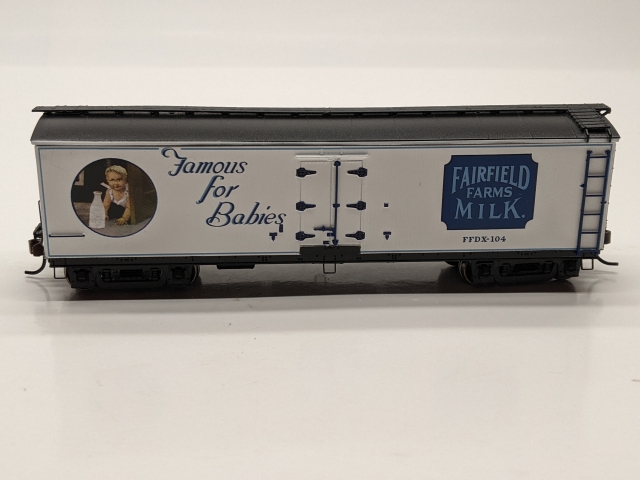 Famous
for
Babies
FAIRFIELD
FARMS
MILK.
FFDX-104